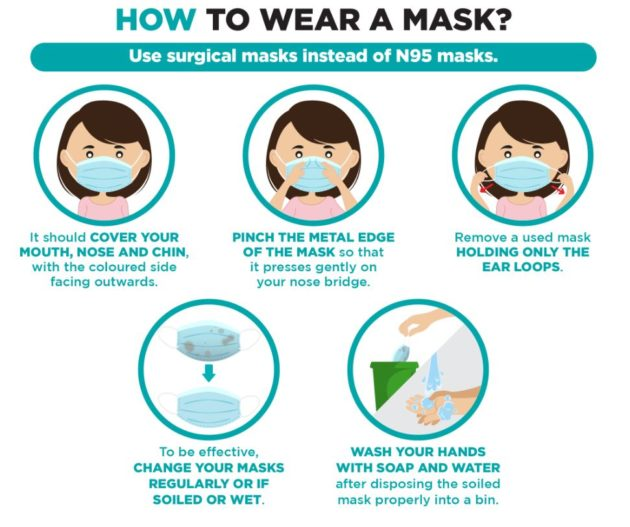 HOW TO WEAR A MASK?
Use surgical masks instead of N95 masks.
It should COVER YOUR
MOUTH, NOSE AND CHIN,
with the coloured side
facing outwards.
PINCH THE METAL EDGE
OF THE MASK so that
it presses gently on
your nose bridge.
Remove a used mask
HOLDING ONLY THE
EAR LOOPS.
To be effective,
CHANGE YOUR MASKS
REGULARLY OR IF
SOILED OR WET.
WASH YOUR HANDS
WITH SOAP AND WATER
after disposing the soiled
mask properly into a bin.